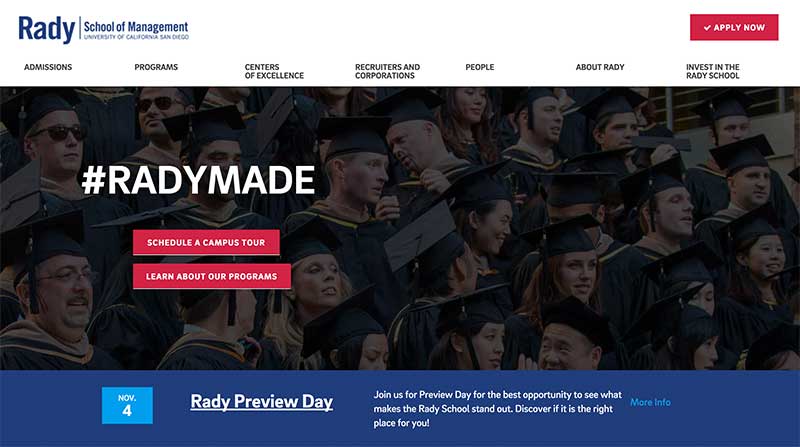 Rady School of Management
UNIVERSITY OF CALIFORNIA SAN DIEGO
✓ APPLY NOW
ADMISSIONS
PROGRAMS
CENTERS
OF EXCELLENCE
RECRUITERS AND
CORPORATIONS
PEOPLE
ABOUT RADY
INVEST IN THE
RADY SCHOOL
#RADYMADE
SCHEDULE A CAMPUS TOUR
LEARN ABOUT OUR PROGRAMS
NOV.
4
Rady Preview Day
Join us for Preview Day for the best opportunity to see what
makes the Rady School stand out. Discover if it is the right
place for you!
More Info